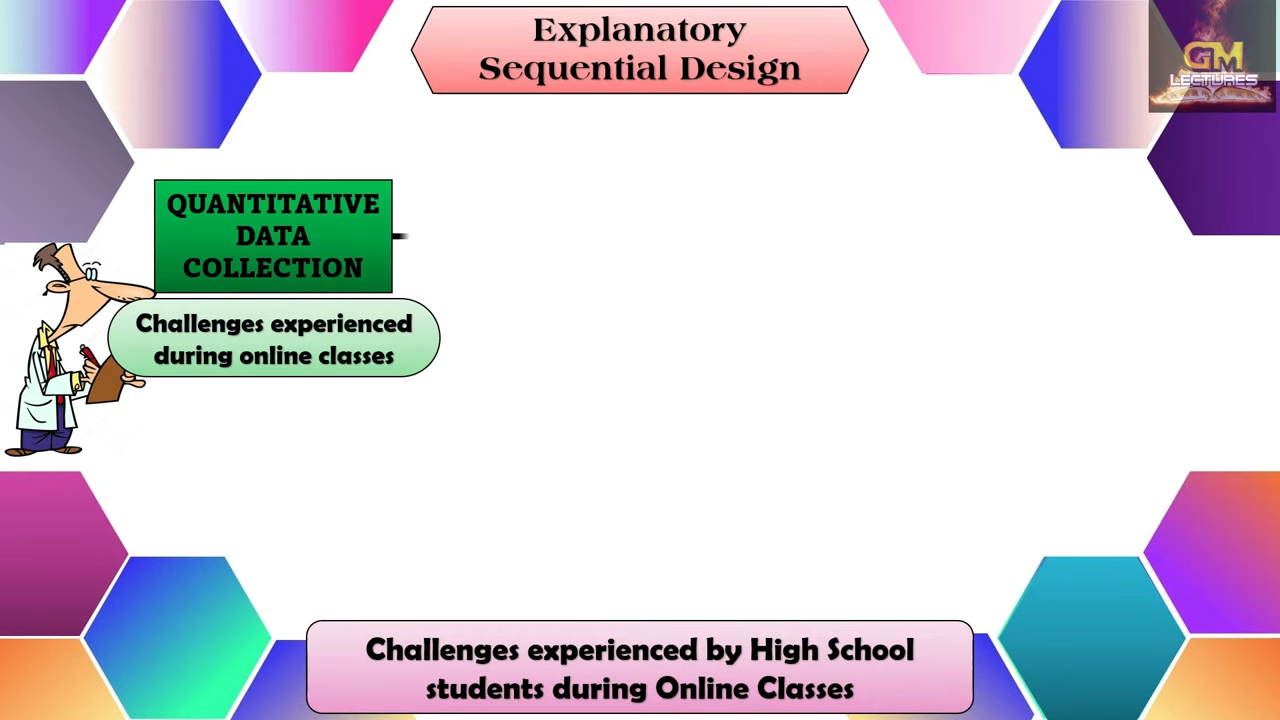 Explanatory
Sequential Design
GM
LECTURES
QUANTITATIVE
DATA
COLLECTION
Challenges experienced
during online classes
Challenges experienced by High School
students during Online Classes